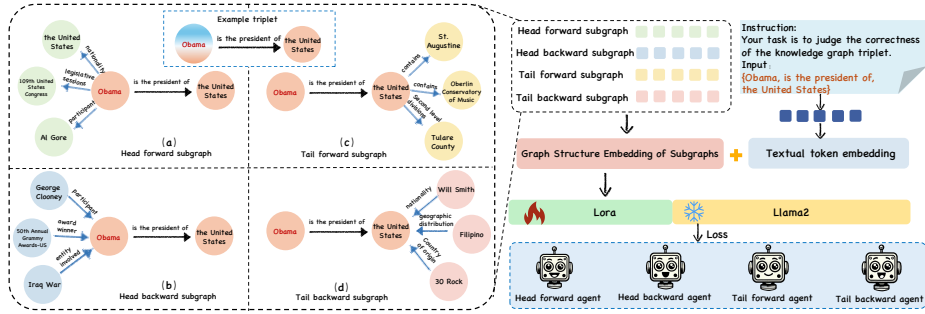 Example triplet
Obama
is the president of
the United
States
the United
States
nationality
109th United
States
Congress
legislative
sessions
Obama
is the president of
the United
States
participant
Al Gore
(a)
Head forward subgraph
St.
Augustine
contains
Obama
is the president of
the United
States
contains
Oberlin
Conservatory
of Music
Second level
divisions
Tulare
County
(c)
Tail forward subgraph
George
Clooney
participant
50th Annual
Grammy
Awards-US
award
winner
Obama
is the president of
the United
States
entity
involved
Iraq War
(b)
Head backward subgraph
Will Smith
nationality
Obama
is the president of
the United
States
geographic
distribution
Filipino
Country
of origin
30 Rock
(d)
Tail backward subgraph
Head forward subgraph
Head backward subgraph
Tail forward subgraph
Tail backward subgraph
Instruction:
Your task is to judge the correctness
of the knowledge graph triplet.
Input:
{Obama, is the president of,
the United States}
Graph Structure Embedding of Subgraphs
Textual token embedding
Lora
Llama2
Loss
Head forward agent
Head backward agent
Tail forward agent
Tail backward agent